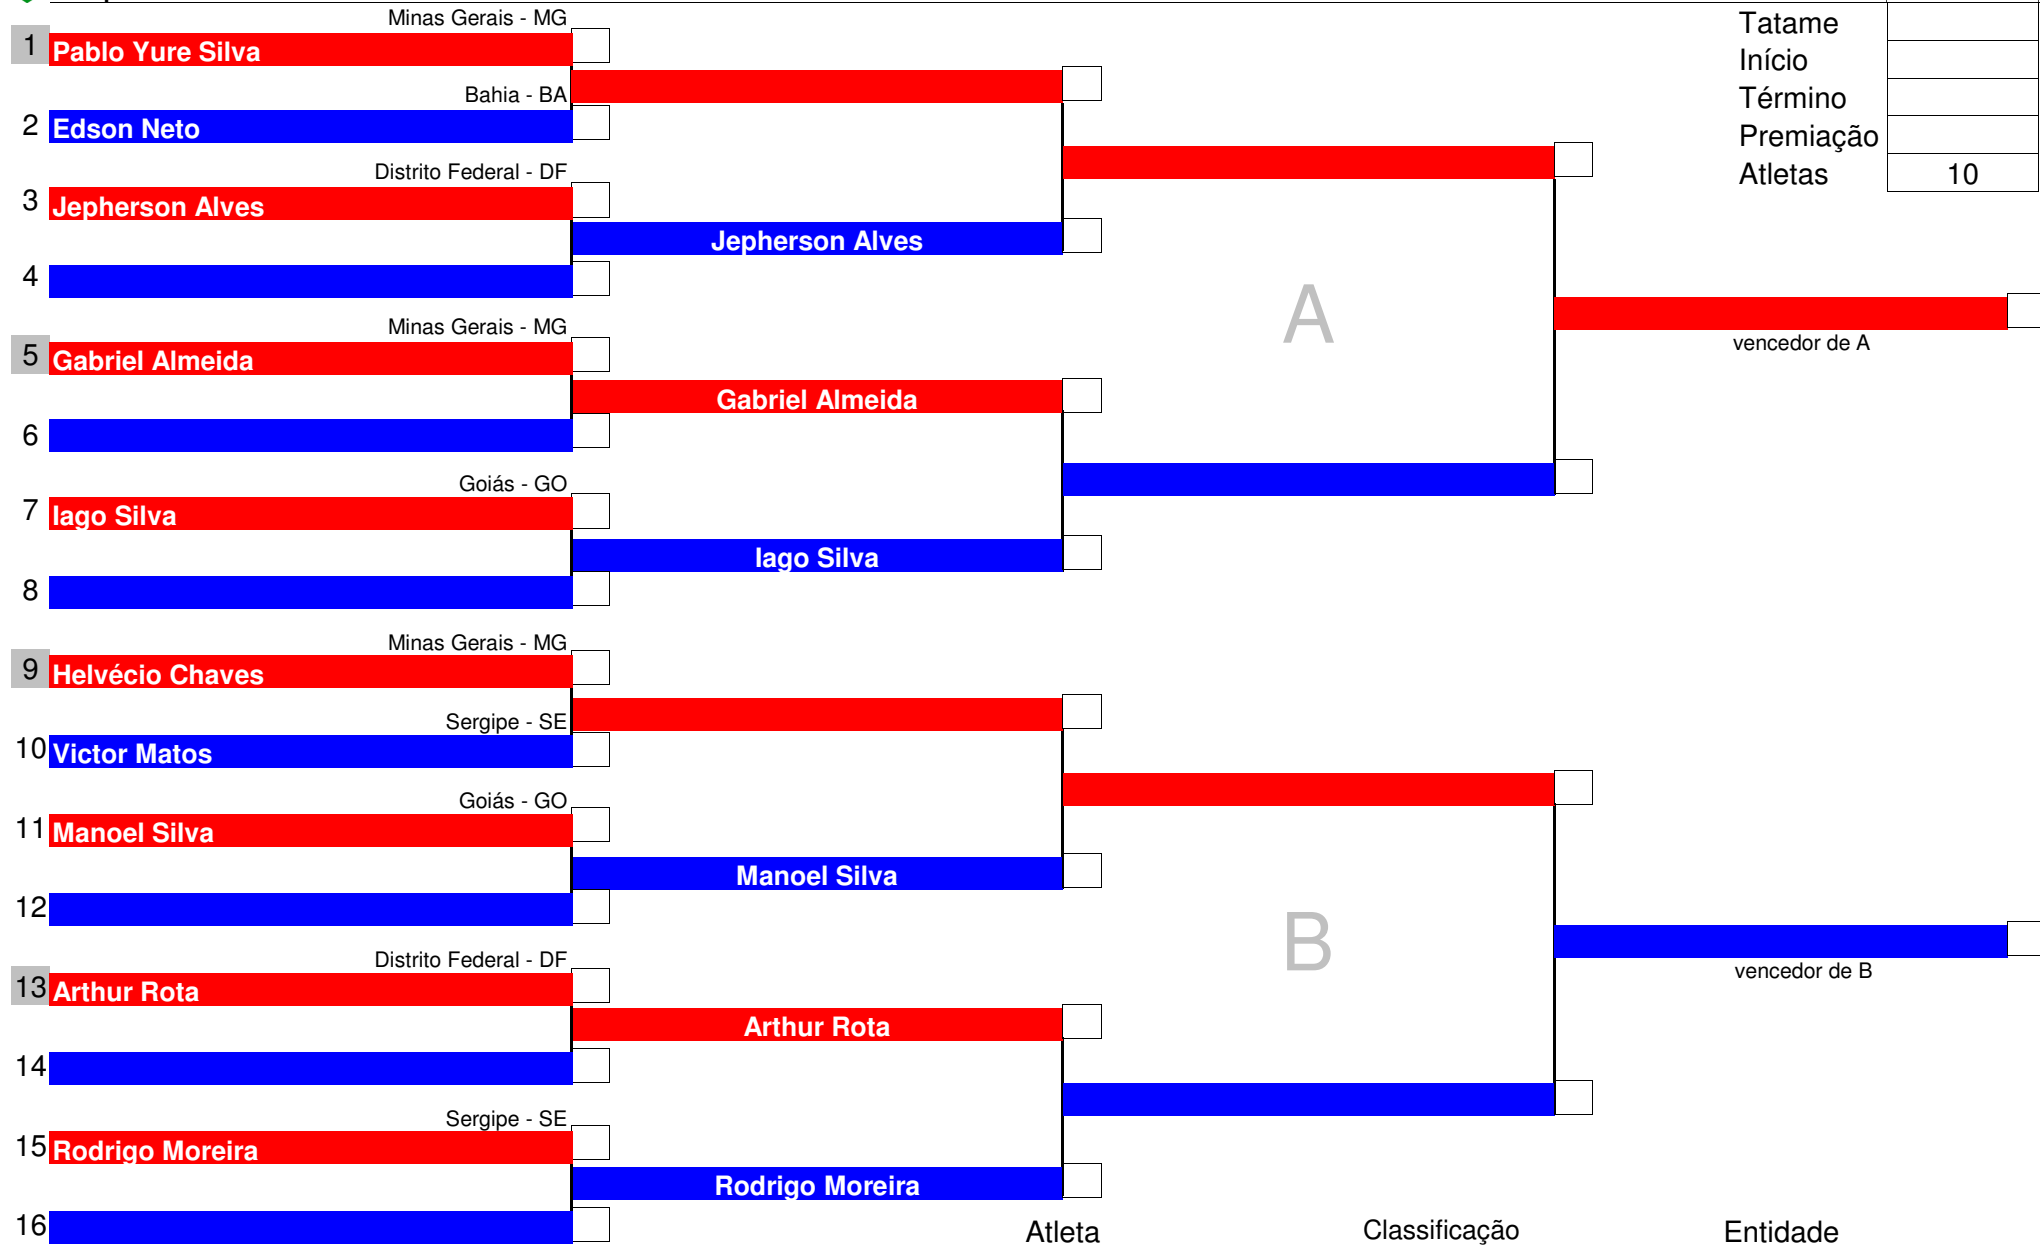 Minas Gerais - MG
Tatame
1 Pablo Yure Silva
Início
Bahia - BA
Término
2 Edson Neto
Premiação
Distrito Federal - DF
Atletas 10
3 Jepherson Alves
Jepherson Alves
4
A
Minas Gerais - MG
vencedor de A
5 Gabriel Almeida
Gabriel Almeida
6
Goiás - GO
7 Iago Silva
Iago Silva
8
Minas Gerais - MG
9 Helvécio Chaves
Sergipe - SE
10 Victor Matos
Goiás - GO
11 Manoel Silva
Manoel Silva
12
B
Distrito Federal - DF
vencedor de B
13 Arthur Rota
Arthur Rota
14
Sergipe - SE
15 Rodrigo Moreira
Rodrigo Moreira
16
Atleta Classificação Entidade